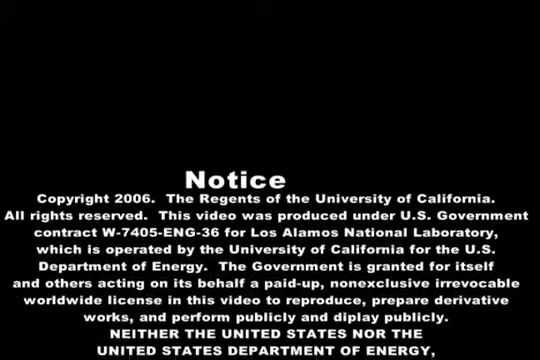 Notice
Copyright 2006. The Regents of the University of California.
All rights reserved. This video was produced under U.S. Government
contract W-7405-ENG-36 for Los Alamos National Laboratory,
which is operated by the University of California for the U.S.
Department of Energy. The Government is granted for itself
and others acting on its behalf a paid-up, nonexclusive irrevocable
worldwide license in this video to reproduce, prepare derivative
works, and perform publicly and diplay publicly.
NEITHER THE UNITED STATES NOR THE
UNITED STATES DEPARTMENT OF ENERGY,